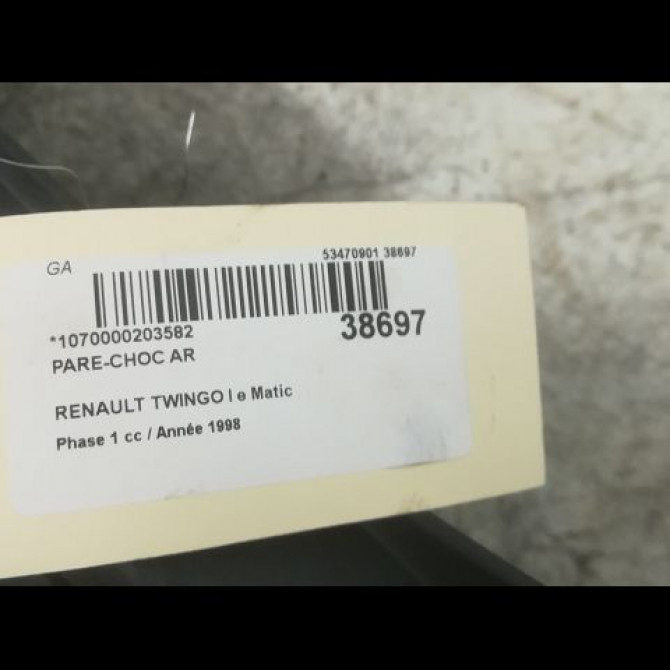 GA
53470901 38697
*1070000203582
38697
PARE-CHOC AR
RENAULT TWINGO I e Matic
Phase 1 cc / Année 1998